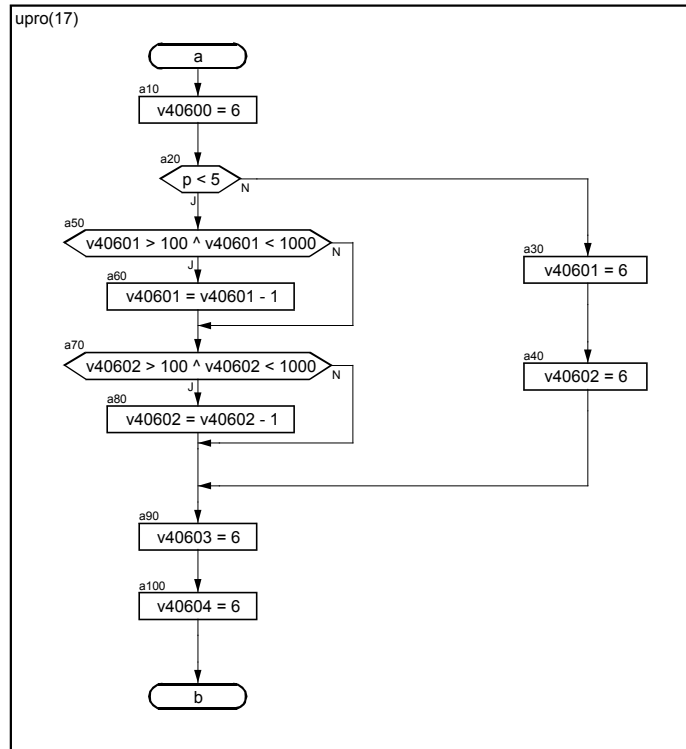 upro(17)
a
a10
v40600 = 6
a20
p < 5
N
J
a50
v40601 > 100 ^ v40601 < 1000
N
J
a60
v40601 = v40601 - 1
a30
v40601 = 6
a70
v40602 > 100 ^ v40602 < 1000
N
J
a80
v40602 = v40602 - 1
a40
v40602 = 6
a90
v40603 = 6
a100
v40604 = 6
b